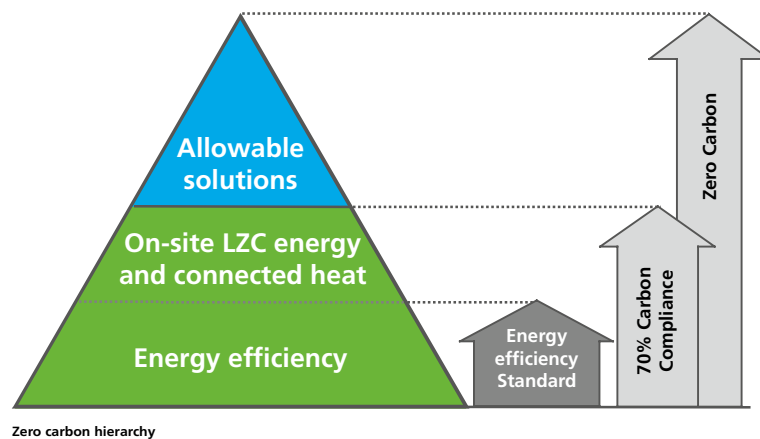 Allowable
solutions
On-site LZC energy
and connected heat
Energy efficiency
Energy
efficiency
Standard
70% Carbon
Compliance
Zero Carbon
Zero carbon hierarchy